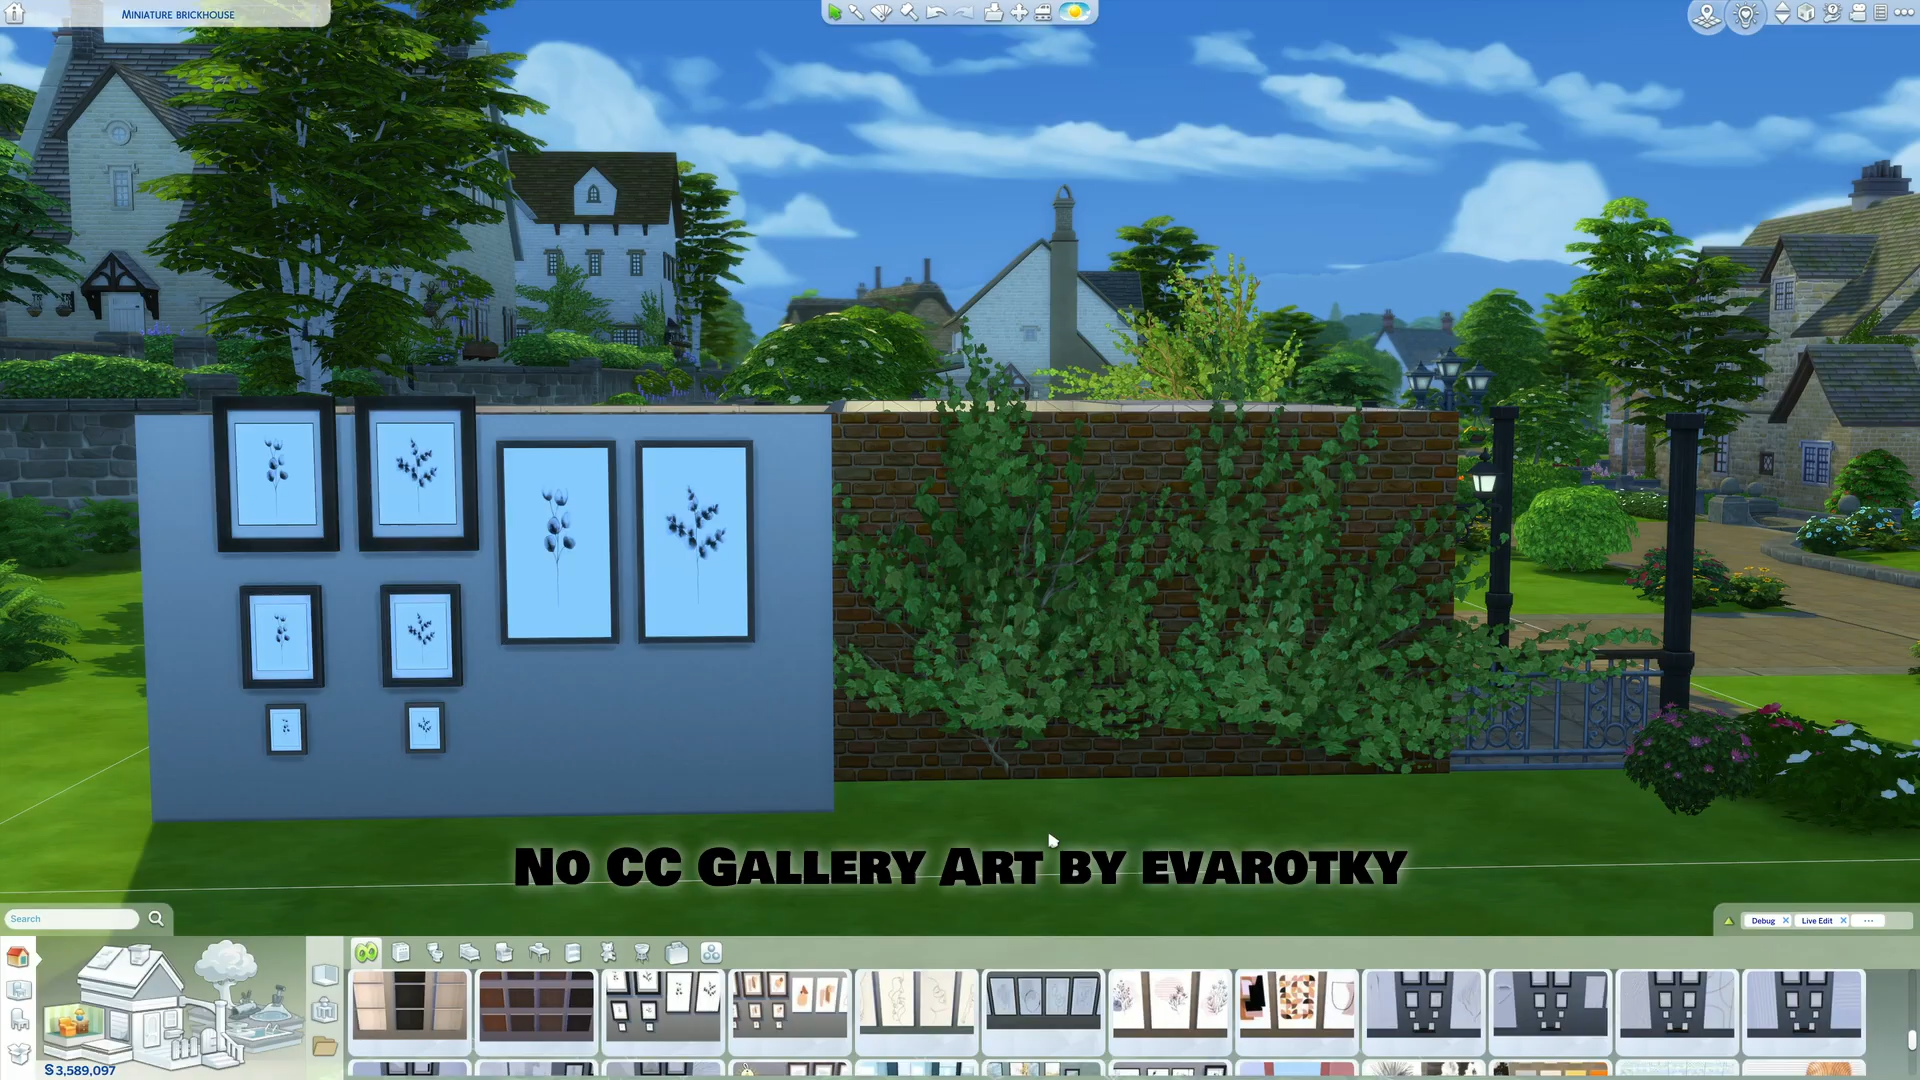 Miniature brickhouse
No CC Gallery Art by evarotky
Search
Debug
Live Edit
...
§3,589,097